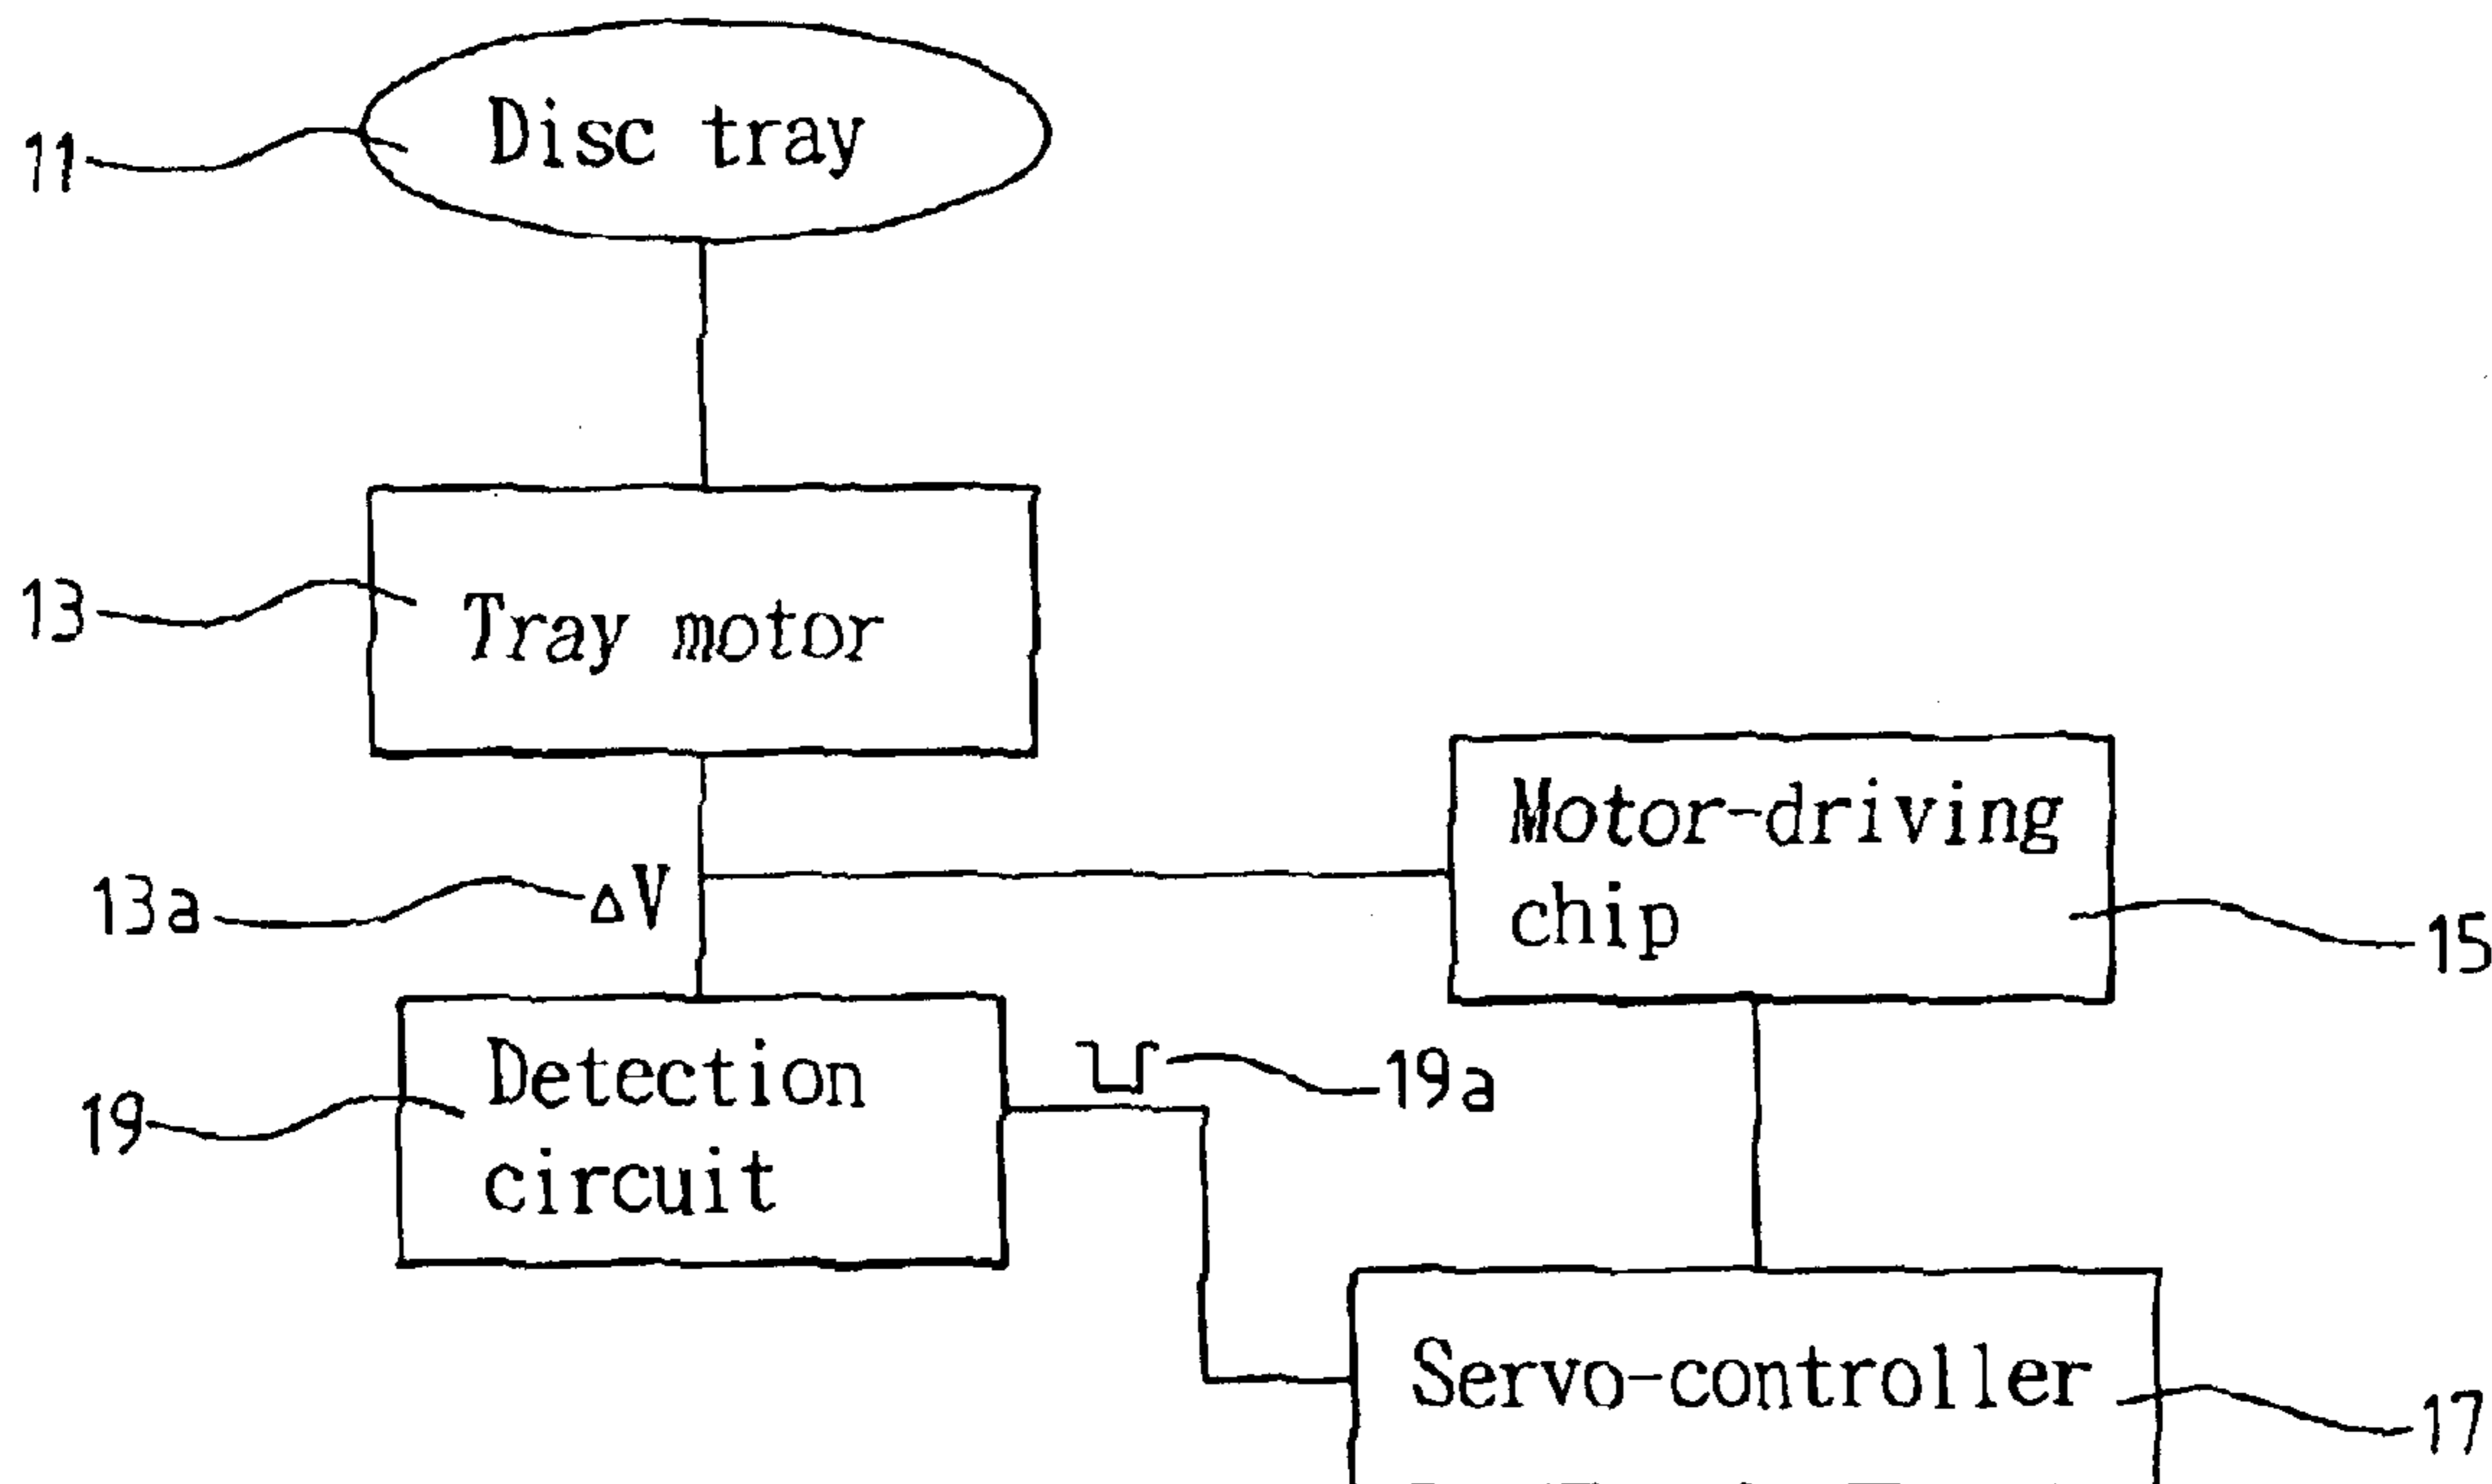 Disc tray
11
Tray motor
13
Motor-driving
chip
13a
ΔV
15
Detection
circuit
19a
19
Servo-controller
17